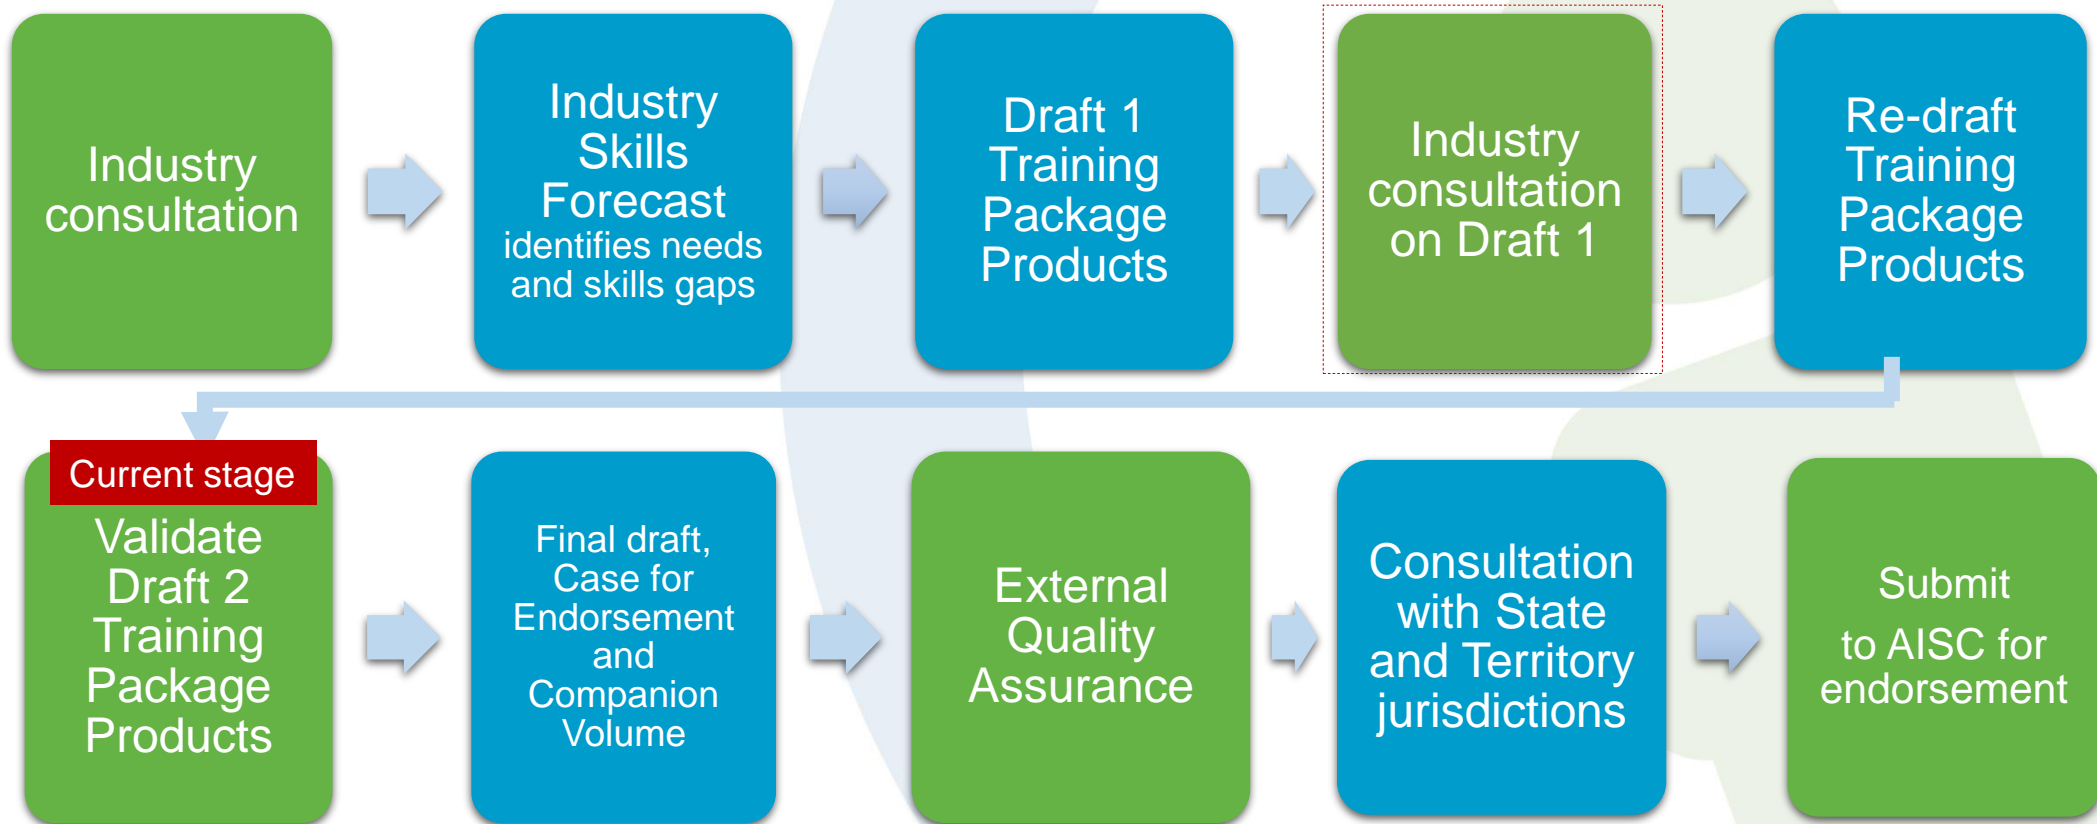 Industry
consultation
Industry
Skills
Forecast
identifies needs
and skills gaps
Draft 1
Training
Package
Products
Industry
consultation
on Draft 1
Re-draft
Training
Package
Products
Current stage
Validate
Draft 2
Training
Package
Products
Final draft,
Case for
Endorsement
and
Companion
Volume
External
Quality
Assurance
Consultation
with State
and Territory
jurisdictions
Submit
to AISC for
endorsement